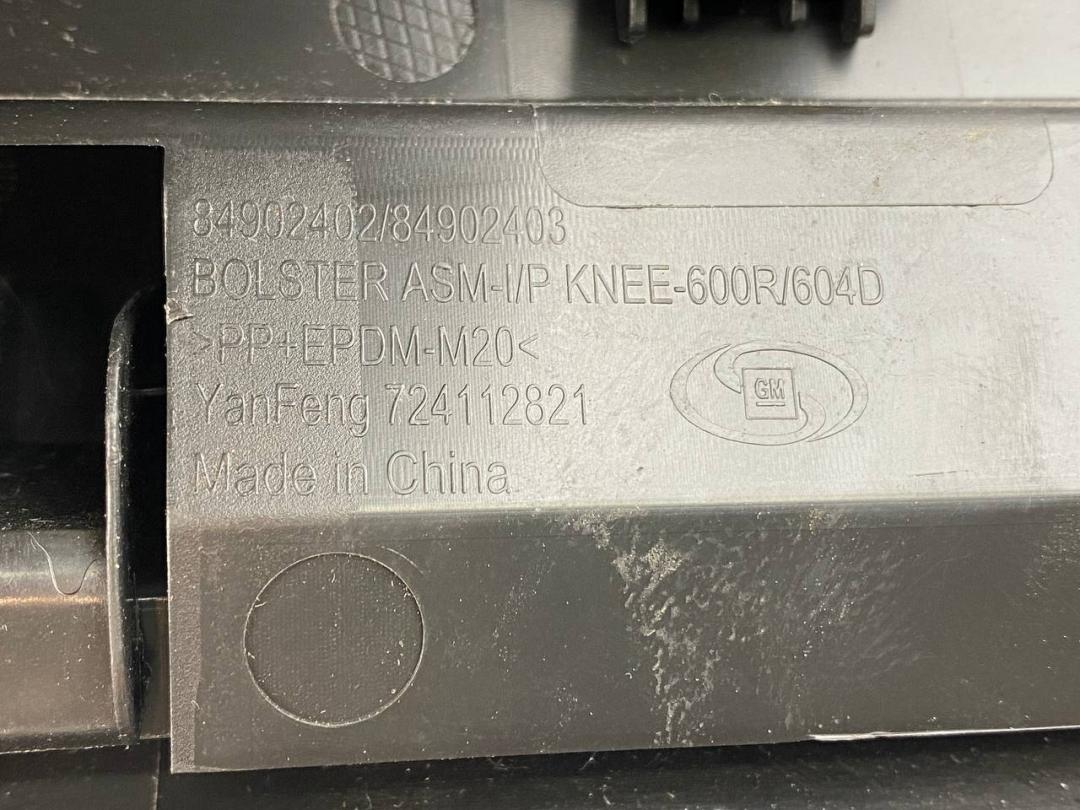 84902402/84902403
BOLSTER ASM-I/P KNEE-600R/604D
>PP+EPDM-M20<
YanFeng 724112821
GM
Made in China